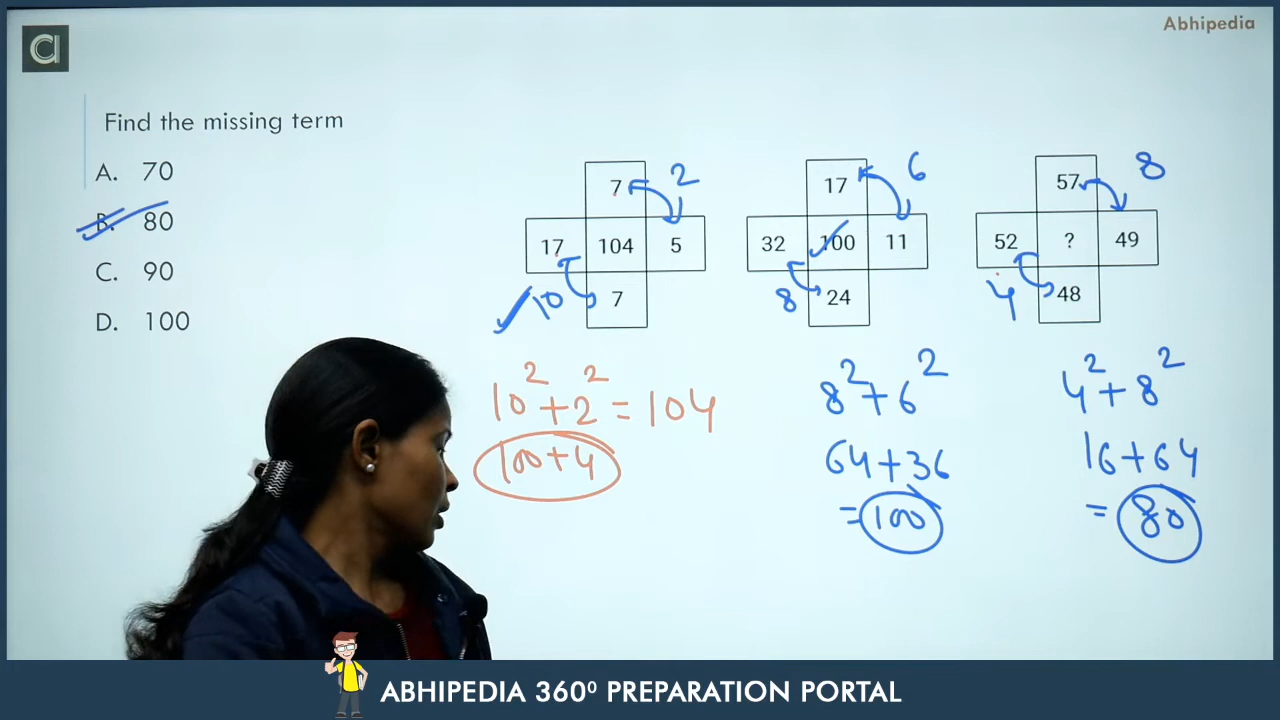 Abhipedia
Find the missing term
A. 70
B. 80
C. 90
D. 100
7 2
17 104 5
10 7
17 6
32 100 11
8 24
57 8
52 ? 49
4 48
10² + 2² = 104
100 + 4
8² + 6²
64 + 36
= 100
4² + 8²
16 + 64
= 80
ABHIPEDIA 360⁰ PREPARATION PORTAL